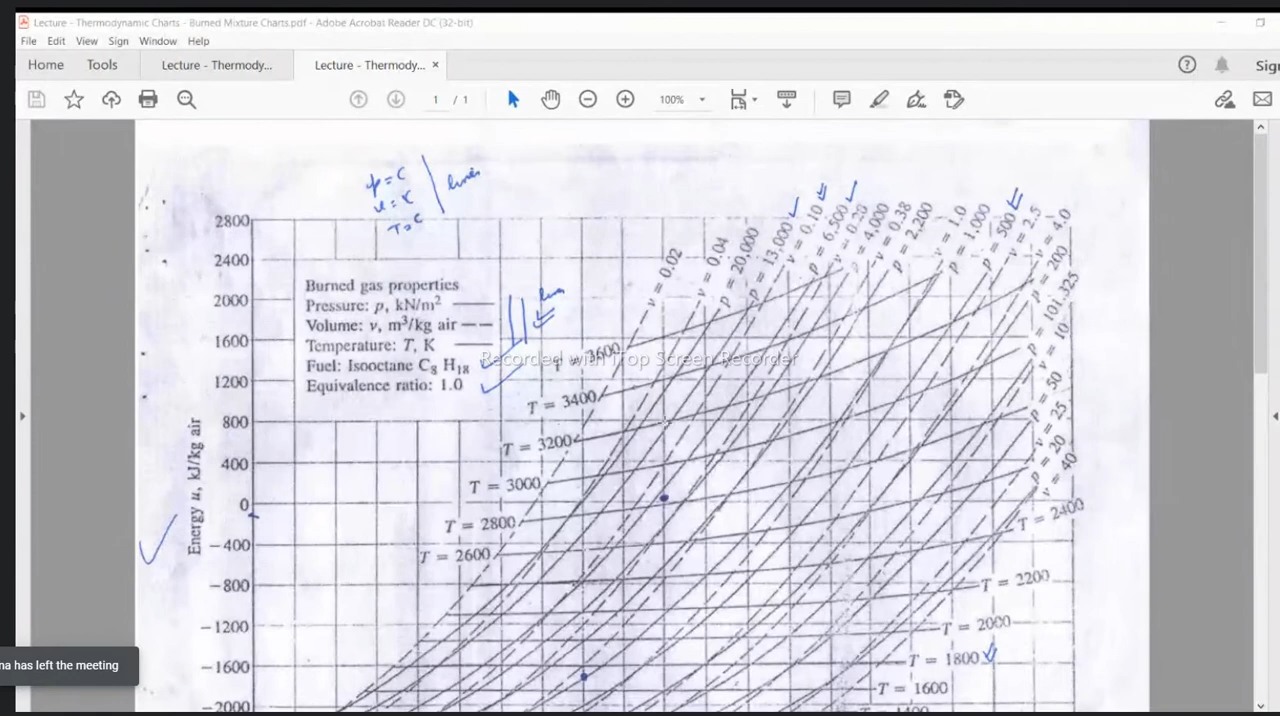 Lecture - Thermodynamic Charts - Burned Mixture Charts.pdf - Adobe Acrobat Reader DC (32-bit)
File Edit View Sign Window Help
Home Tools Lecture - Thermody... Lecture - Thermody... × Sign
1 / 1 100%
p = c
v = c
T = c
lines
2800
2400
2000
1600
1200
800
400
0
−400
−800
−1200
−1600
−2000
Energy u, kJ/kg air
Burned gas properties
Pressure: p, kN/m²
Volume: v, m³/kg air
Temperature: T, K
Fuel: Isooctane C₈ H₁₈
Equivalence ratio: 1.0
v = 0.02
v = 0.04
p = 20,000
p = 13,000
v = 0.10
p = 6,500
v = 0.20
p = 4,000
v = 0.38
p = 2,200
v = 1.0
p = 1,000
p = 500
v = 2.5
v = 4.0
p = 200
p = 101.325
v = 10
p = 50
v = 25
p = 20
v = 40
Recorded with iTop Screen Recorder
T = 3600
T = 3400
T = 3200
T = 3000
T = 2800
T = 2600
T = 2400
T = 2200
T = 2000
T = 1800
T = 1600
T = 1400
na has left the meeting